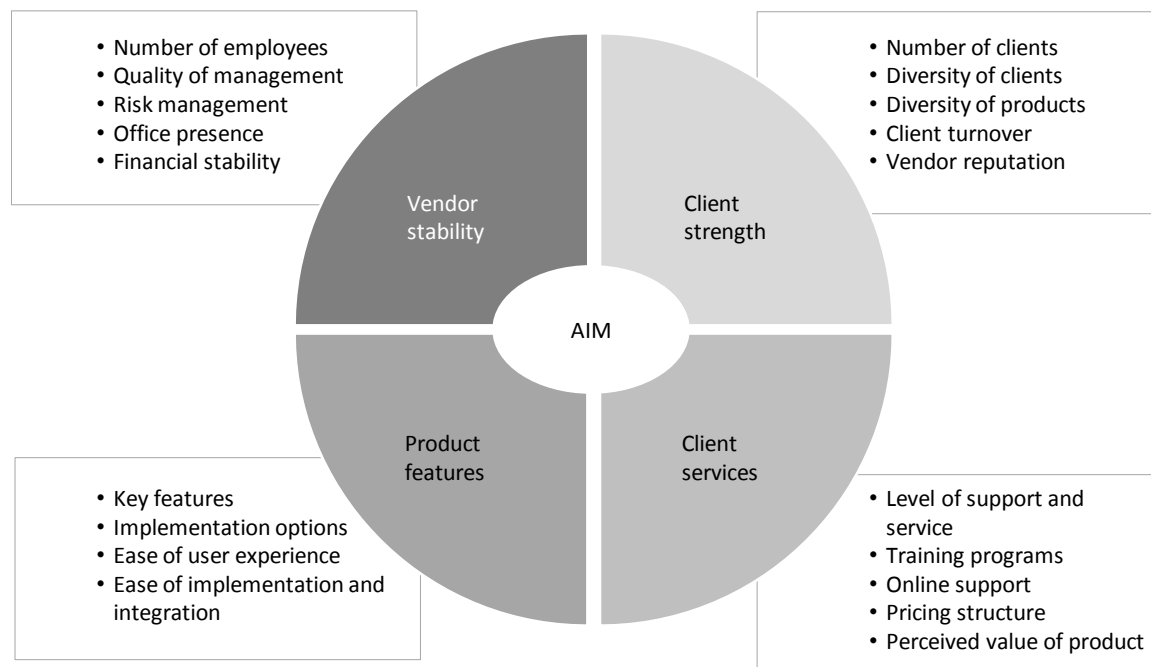 • Number of employees
• Quality of management
• Risk management
• Office presence
• Financial stability
• Number of clients
• Diversity of clients
• Diversity of products
• Client turnover
• Vendor reputation
Vendor
stability
Client
strength
AIM
Product
features
Client
services
• Key features
• Implementation options
• Ease of user experience
• Ease of implementation and
integration
• Level of support and
service
• Training programs
• Online support
• Pricing structure
• Perceived value of product